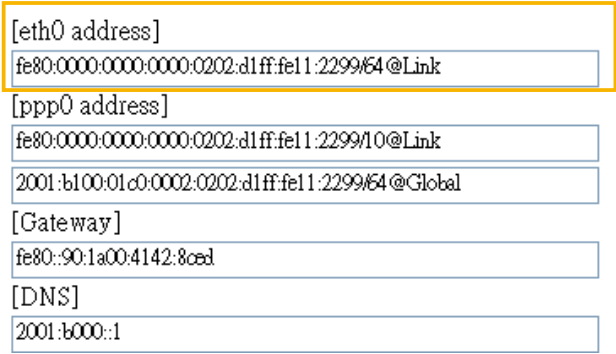 [eth0 address]
fe80:0000:0000:0000:0202:d1ff:fe11:2299/64@Link
[ppp0 address]
fe80:0000:0000:0000:0202:d1ff:fe11:2299/10@Link
2001:b100:01c0:0002:0202:d1ff:fe11:2299/64@Global
[Gateway]
fe80::90:1a00:4142:8ced
[DNS]
2001:b000::1